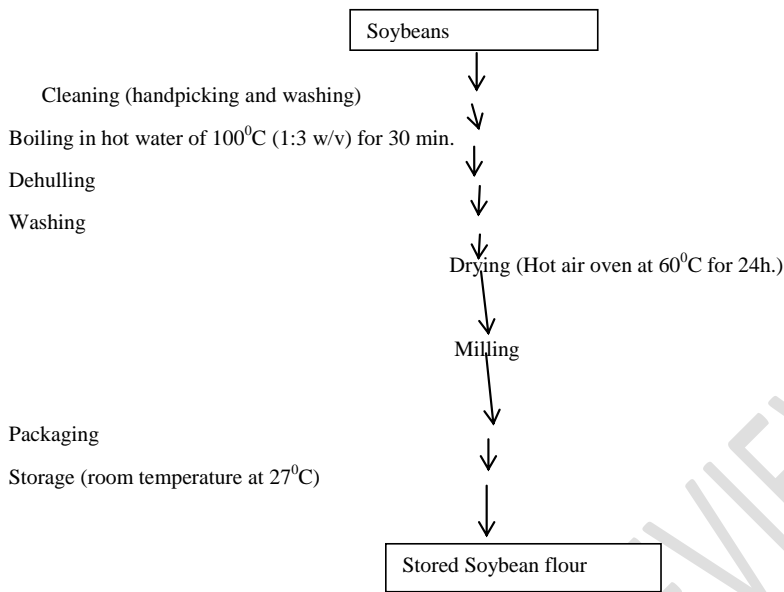 Soybeans
Cleaning (handpicking and washing)
Boiling in hot water of 100⁰C (1:3 w/v) for 30 min.
Dehulling
Washing
Drying (Hot air oven at 60⁰C for 24h.)
Milling
Packaging
Storage (room temperature at 27⁰C)
Stored Soybean flour